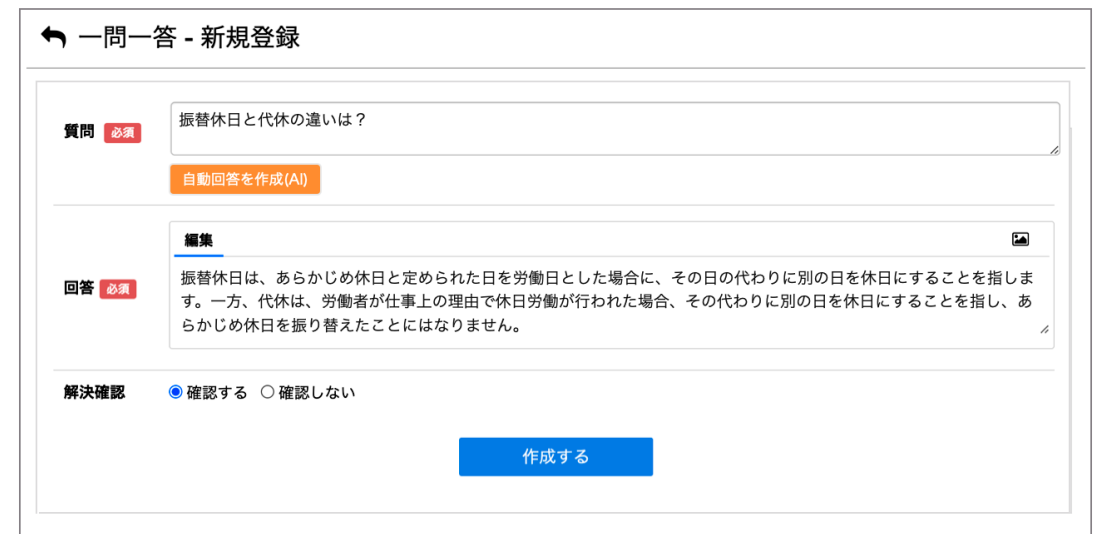 一問一答 - 新規登録
質問 必須
振替休日と代休の違いは？
自動回答を作成(AI)
編集
回答 必須
振替休日は、あらかじめ休日と定められた日を労働日とした場合に、その日の代わりに別の日を休日にすることを指しま
す。一方、代休は、労働者が仕事上の理由で休日労働が行われた場合、その代わりに別の日を休日にすることを指し、あ
らかじめ休日を振り替えたことにはなりません。
解決確認 確認する 確認しない
作成する